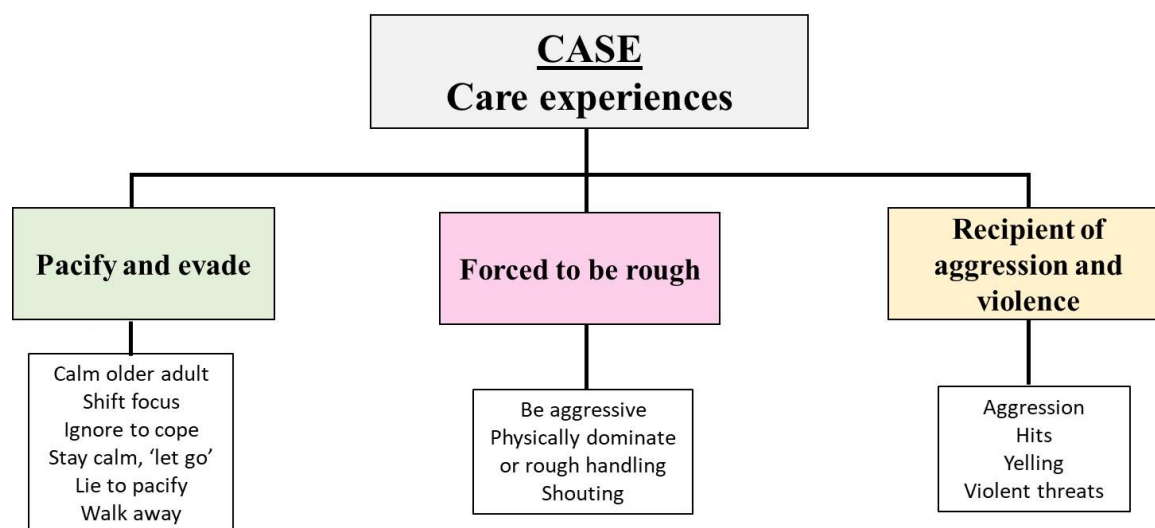 CASE
Care experiences
Pacify and evade
Calm older adult
Shift focus
Ignore to cope
Stay calm, ‘let go’
Lie to pacify
Walk away
Forced to be rough
Be aggressive
Physically dominate
or rough handling
Shouting
Recipient of
aggression and
violence
Aggression
Hits
Yelling
Violent threats